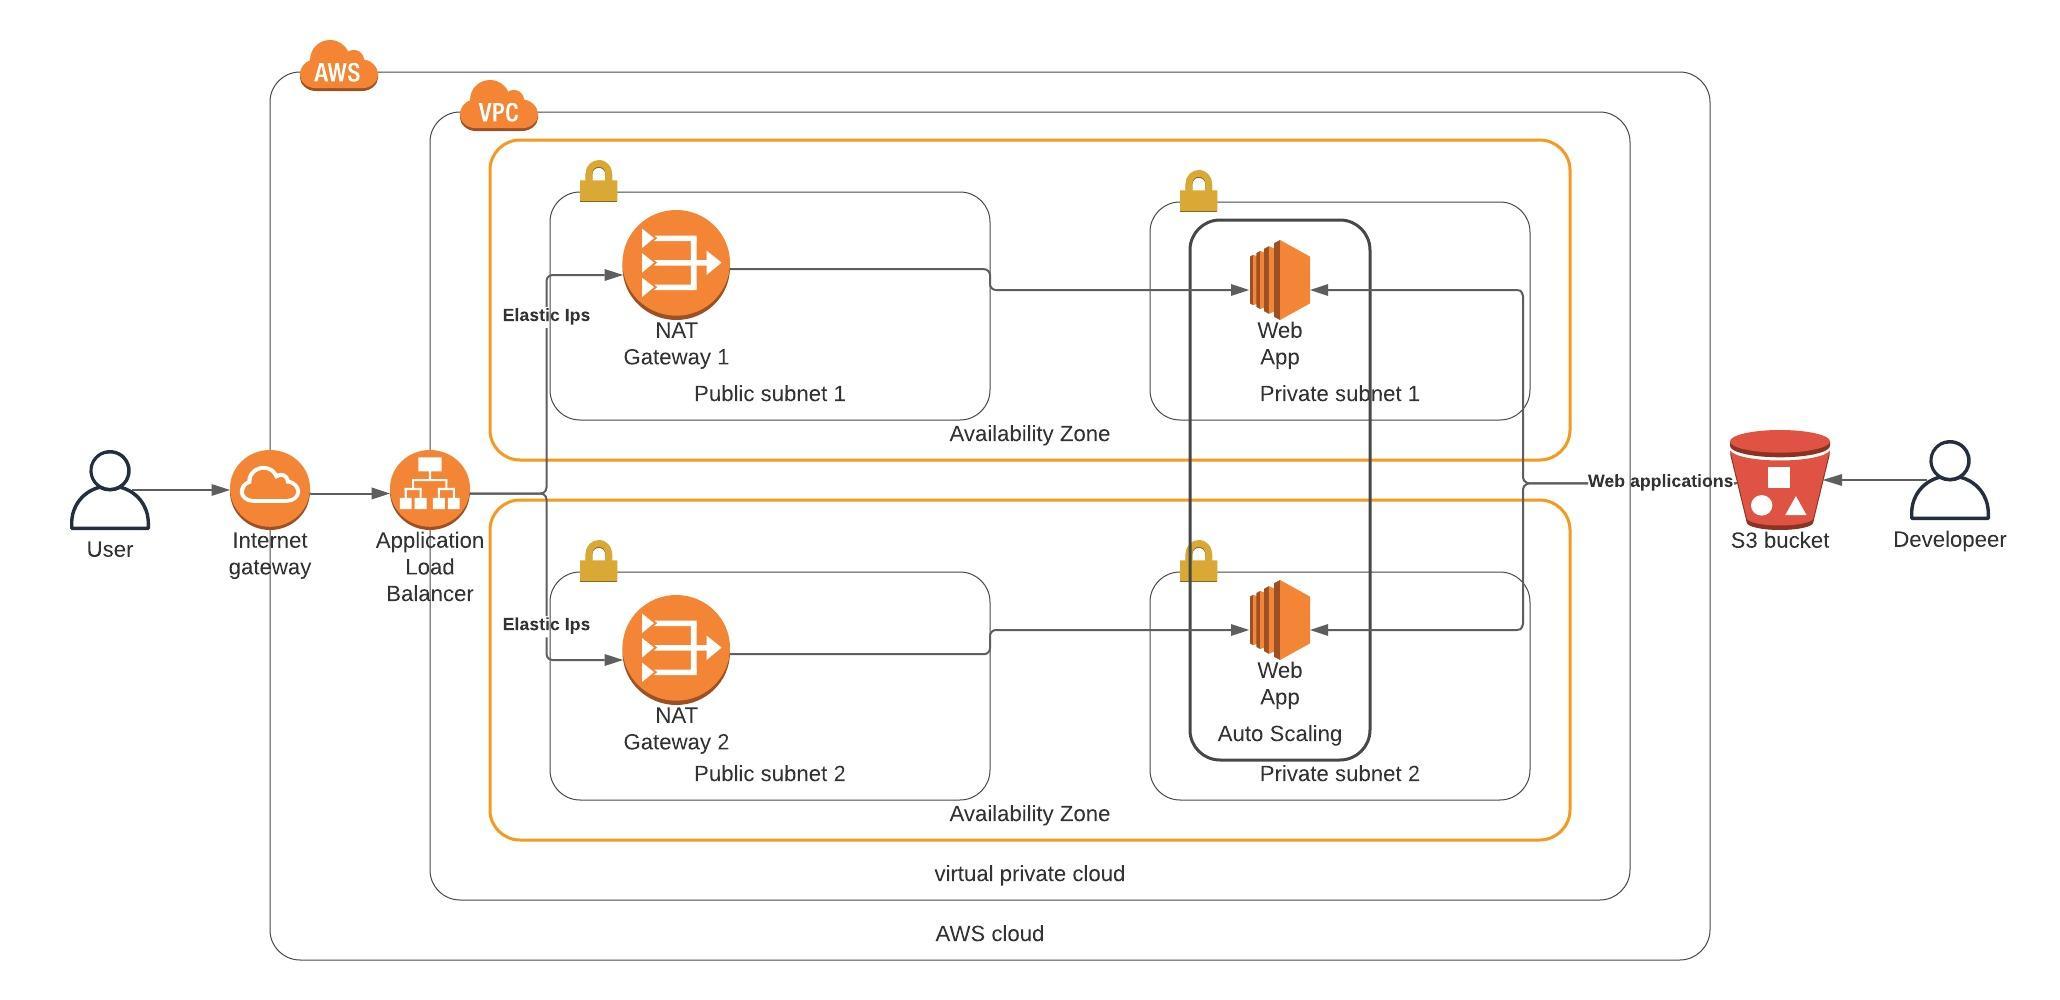 AWS
VPC
Elastic Ips
NAT
Gateway 1
Public subnet 1
Web
App
Private subnet 1
Availability Zone
User
Internet
gateway
Application
Load
Balancer
Web applications
S3 bucket
Developeer
Elastic Ips
NAT
Gateway 2
Public subnet 2
Web
App
Auto Scaling
Private subnet 2
Availability Zone
virtual private cloud
AWS cloud